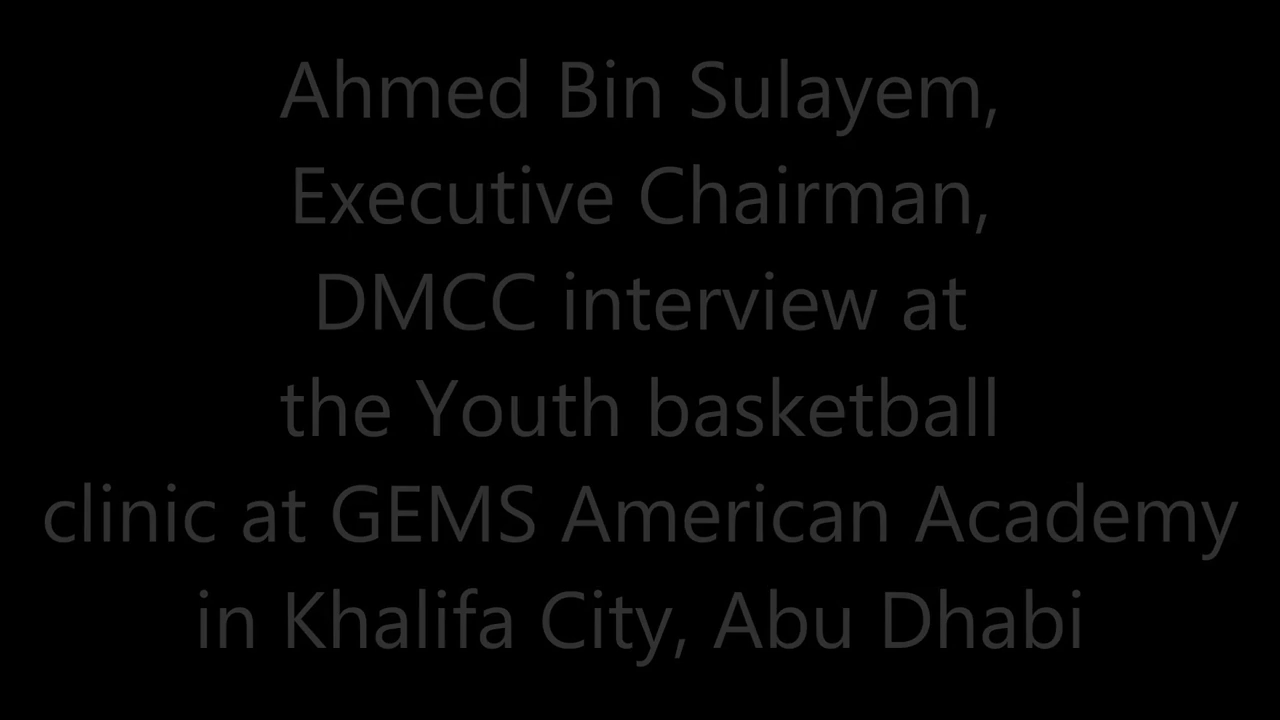 Ahmed Bin Sulayem,
Executive Chairman,
DMCC interview at
the Youth basketball
clinic at GEMS American Academy
in Khalifa City, Abu Dhabi